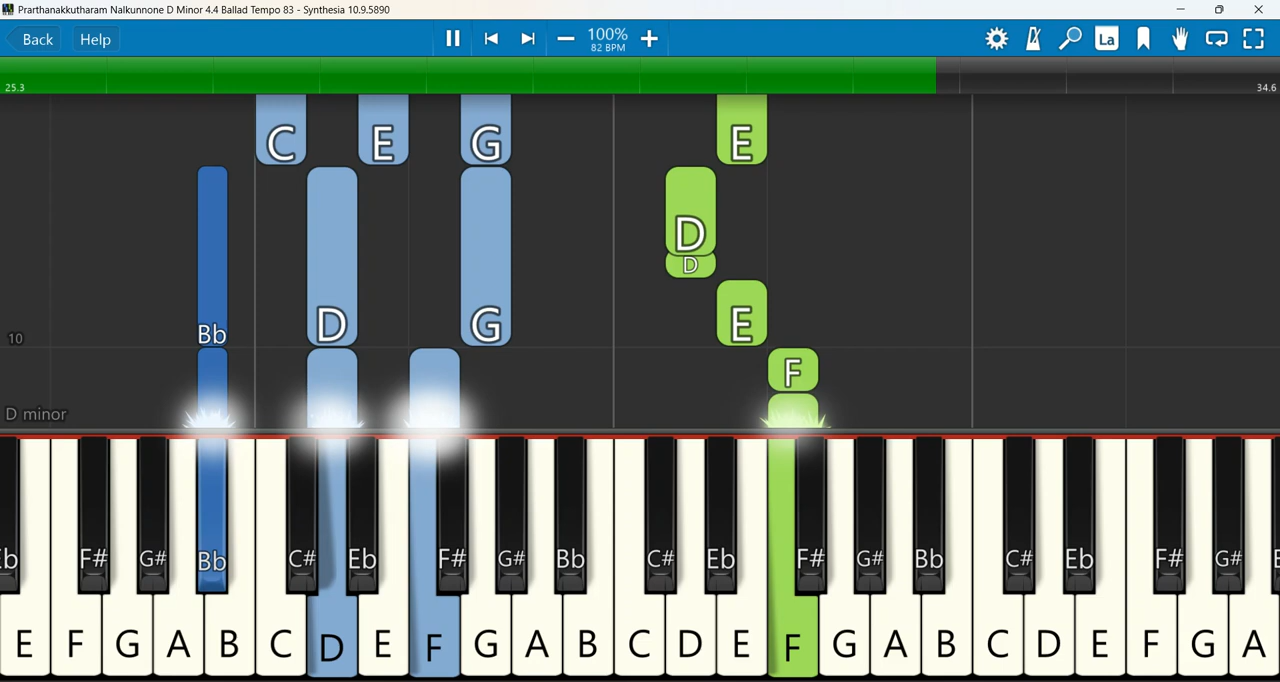 Prarthanakkutharam Nalkunnone D Minor 4.4 Ballad Tempo 83 - Synthesia 10.9.5890
Back Help 100% La
82 BPM
25.3 34.6
C E G E
D
D
Bb D G E
10
F
D minor
Eb F# G# Bb C# Eb F# G# Bb C# Eb F# G# Bb C# Eb F# G#
E F G A B C D E F G A B C D E F G A B C D E F G A